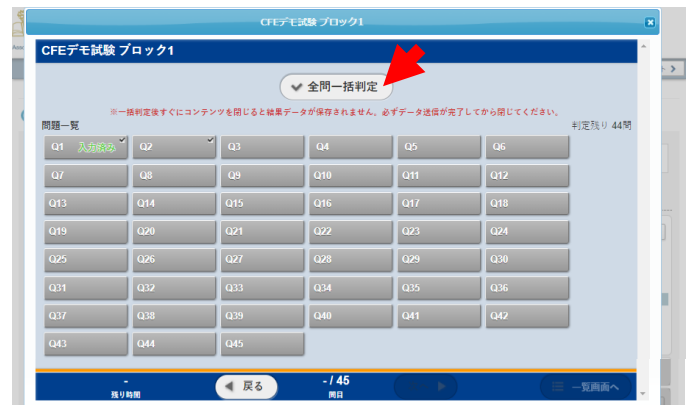 CFEデモ試験 ブロック1
CFEデモ試験 ブロック1
全問一括判定
※一括判定後すぐにコンテンツを閉じると結果データが保存されません。必ずデータ送信が完了してから閉じてください。
問題一覧
判定残り 44問
Q1 入力済み Q2 Q3 Q4 Q5 Q6
Q7 Q8 Q9 Q10 Q11 Q12
Q13 Q14 Q15 Q16 Q17 Q18
Q19 Q20 Q21 Q22 Q23 Q24
Q25 Q26 Q27 Q28 Q29 Q30
Q31 Q32 Q33 Q34 Q35 Q36
Q37 Q38 Q39 Q40 Q41 Q42
Q43 Q44 Q45
- 戻る - / 45 一覧画面へ
残り時間 問目